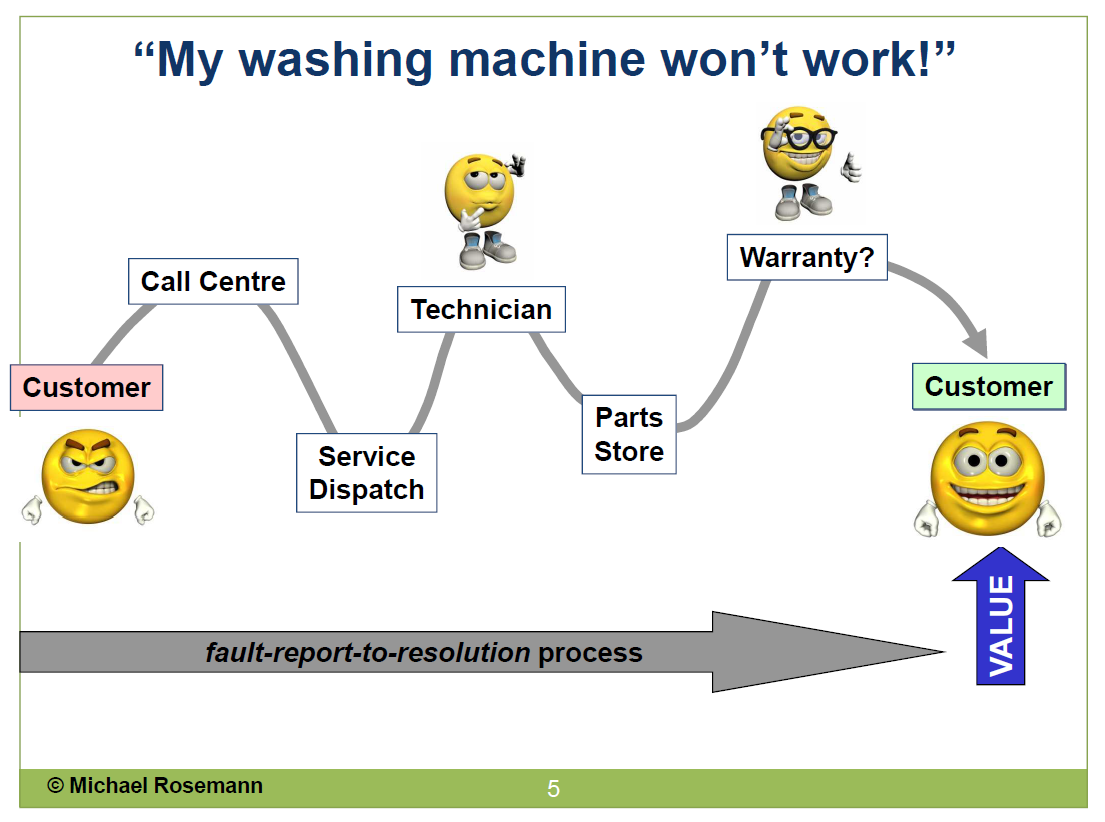 “My washing machine won’t work!”
Warranty?
Call Centre
Technician
Customer
Customer
Parts
Store
Service
Dispatch
VALUE
fault-report-to-resolution process
© Michael Rosemann
5